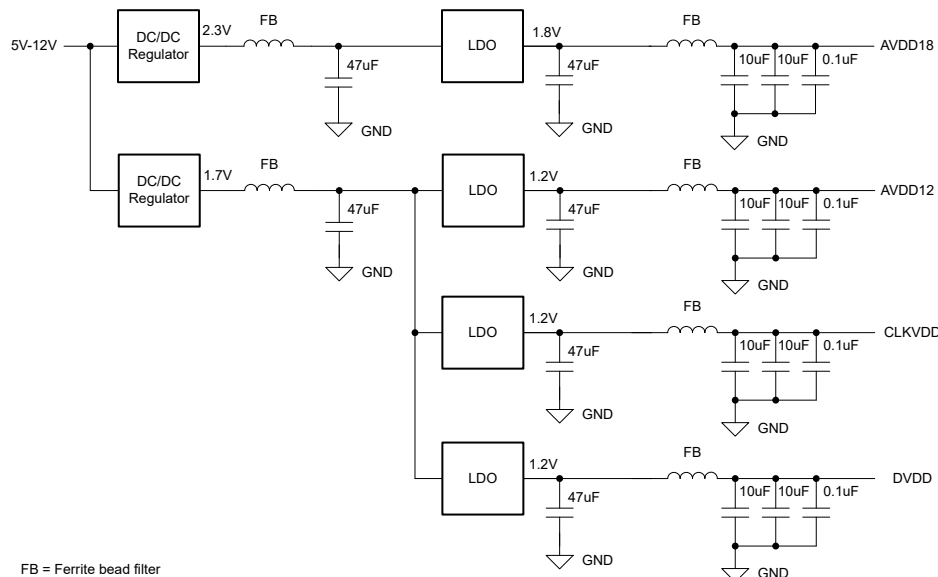 FB
FB
5V-12V
DC/DC
Regulator
2.3V
LDO
1.8V
AVDD18
47uF
47uF
10uF
10uF
0.1uF
GND
GND
GND
FB
FB
DC/DC
Regulator
1.7V
LDO
1.2V
AVDD12
47uF
47uF
10uF
10uF
0.1uF
GND
GND
GND
FB
LDO
1.2V
CLKVDD
47uF
10uF
10uF
0.1uF
GND
GND
FB
LDO
1.2V
DVDD
47uF
10uF
10uF
0.1uF
GND
GND
FB = Ferrite bead filter